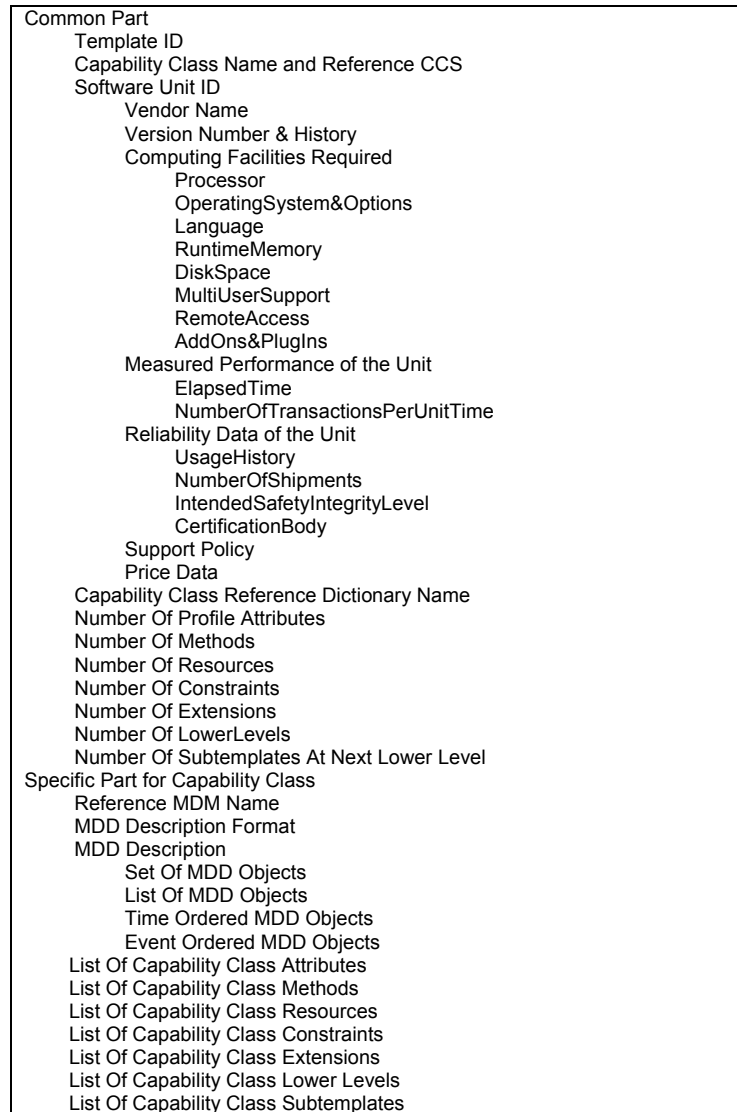 Common Part
Template ID
Capability Class Name and Reference CCS
Software Unit ID
Vendor Name
Version Number & History
Computing Facilities Required
Processor
OperatingSystem&Options
Language
RuntimeMemory
DiskSpace
MultiUserSupport
RemoteAccess
AddOns&PlugIns
Measured Performance of the Unit
ElapsedTime
NumberOfTransactionsPerUnitTime
Reliability Data of the Unit
UsageHistory
NumberOfShipments
IntendedSafetyIntegrityLevel
CertificationBody
Support Policy
Price Data
Capability Class Reference Dictionary Name
Number Of Profile Attributes
Number Of Methods
Number Of Resources
Number Of Constraints
Number Of Extensions
Number Of LowerLevels
Number Of Subtemplates At Next Lower Level
Specific Part for Capability Class
Reference MDM Name
MDD Description Format
MDD Description
Set Of MDD Objects
List Of MDD Objects
Time Ordered MDD Objects
Event Ordered MDD Objects
List Of Capability Class Attributes
List Of Capability Class Methods
List Of Capability Class Resources
List Of Capability Class Constraints
List Of Capability Class Extensions
List Of Capability Class Lower Levels
List Of Capability Class Subtemplates